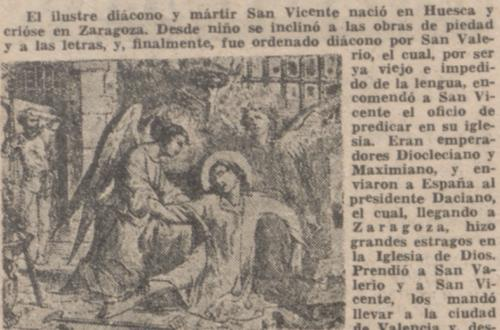 El ilustre diácono y mártir San Vicente nació en Huesca y
crióse en Zaragoza. Desde niño se inclinó a las obras de piedad
y a las letras, y, finalmente, fue ordenado diácono por San Vale-
rio, el cual, por ser
ya viejo e impedi-
do de la lengua, en-
comendó a San Vi-
cente el oficio de
predicar en su igle-
sia. Eran empera-
dores Diocleciano y
Maximiano, y en-
viaron a España al
presidente Daciano,
el cual, llegando a
Zaragoza, hizo
grandes estragos en
la Iglesia de Dios.
Prendió a San Va-
lerio y a San Vi-
cente, los mandó
llevar a la ciudad
de Valencia y des-